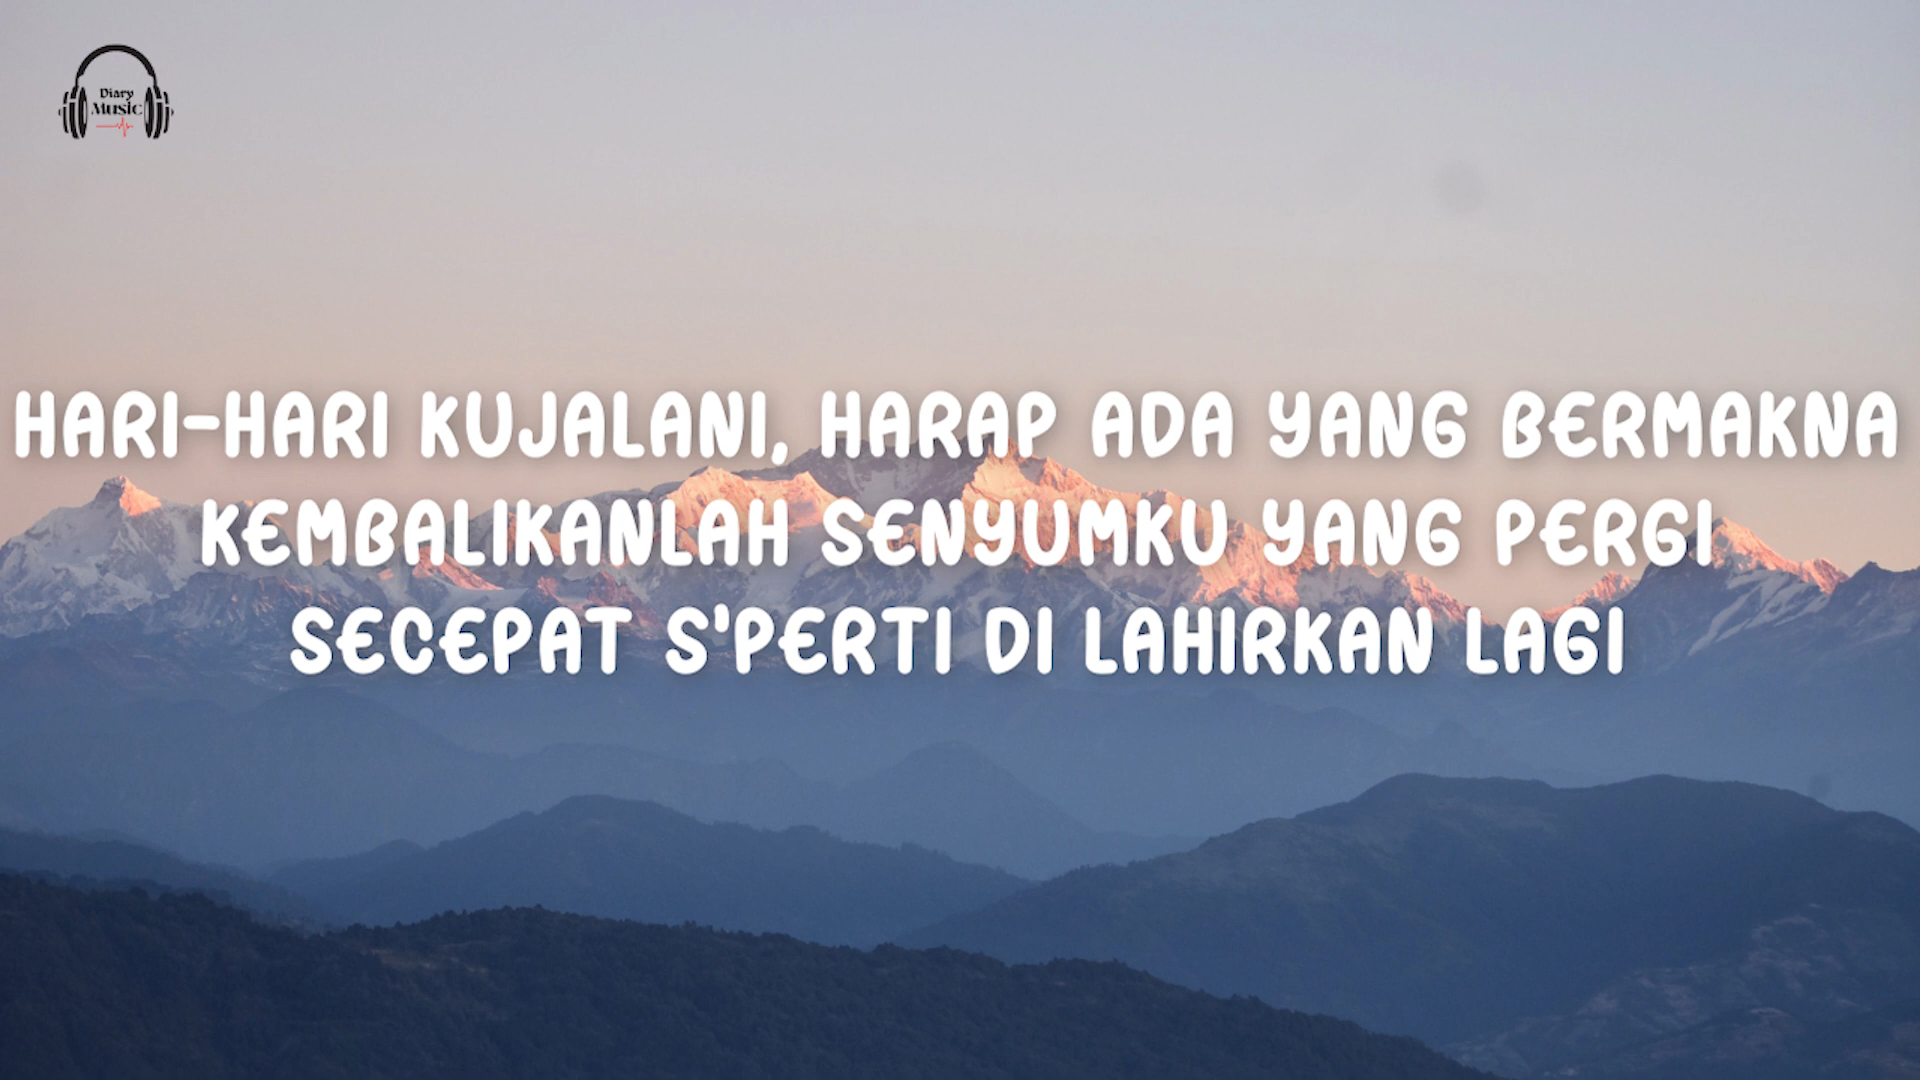 Diary
Music
HARI-HARI KUJALANI, HARAP ADA YANG BERMAKNA
KEMBALIKANLAH SENYUMKU YANG PERGI
SECEPAT S'PERTI DI LAHIRKAN LAGI